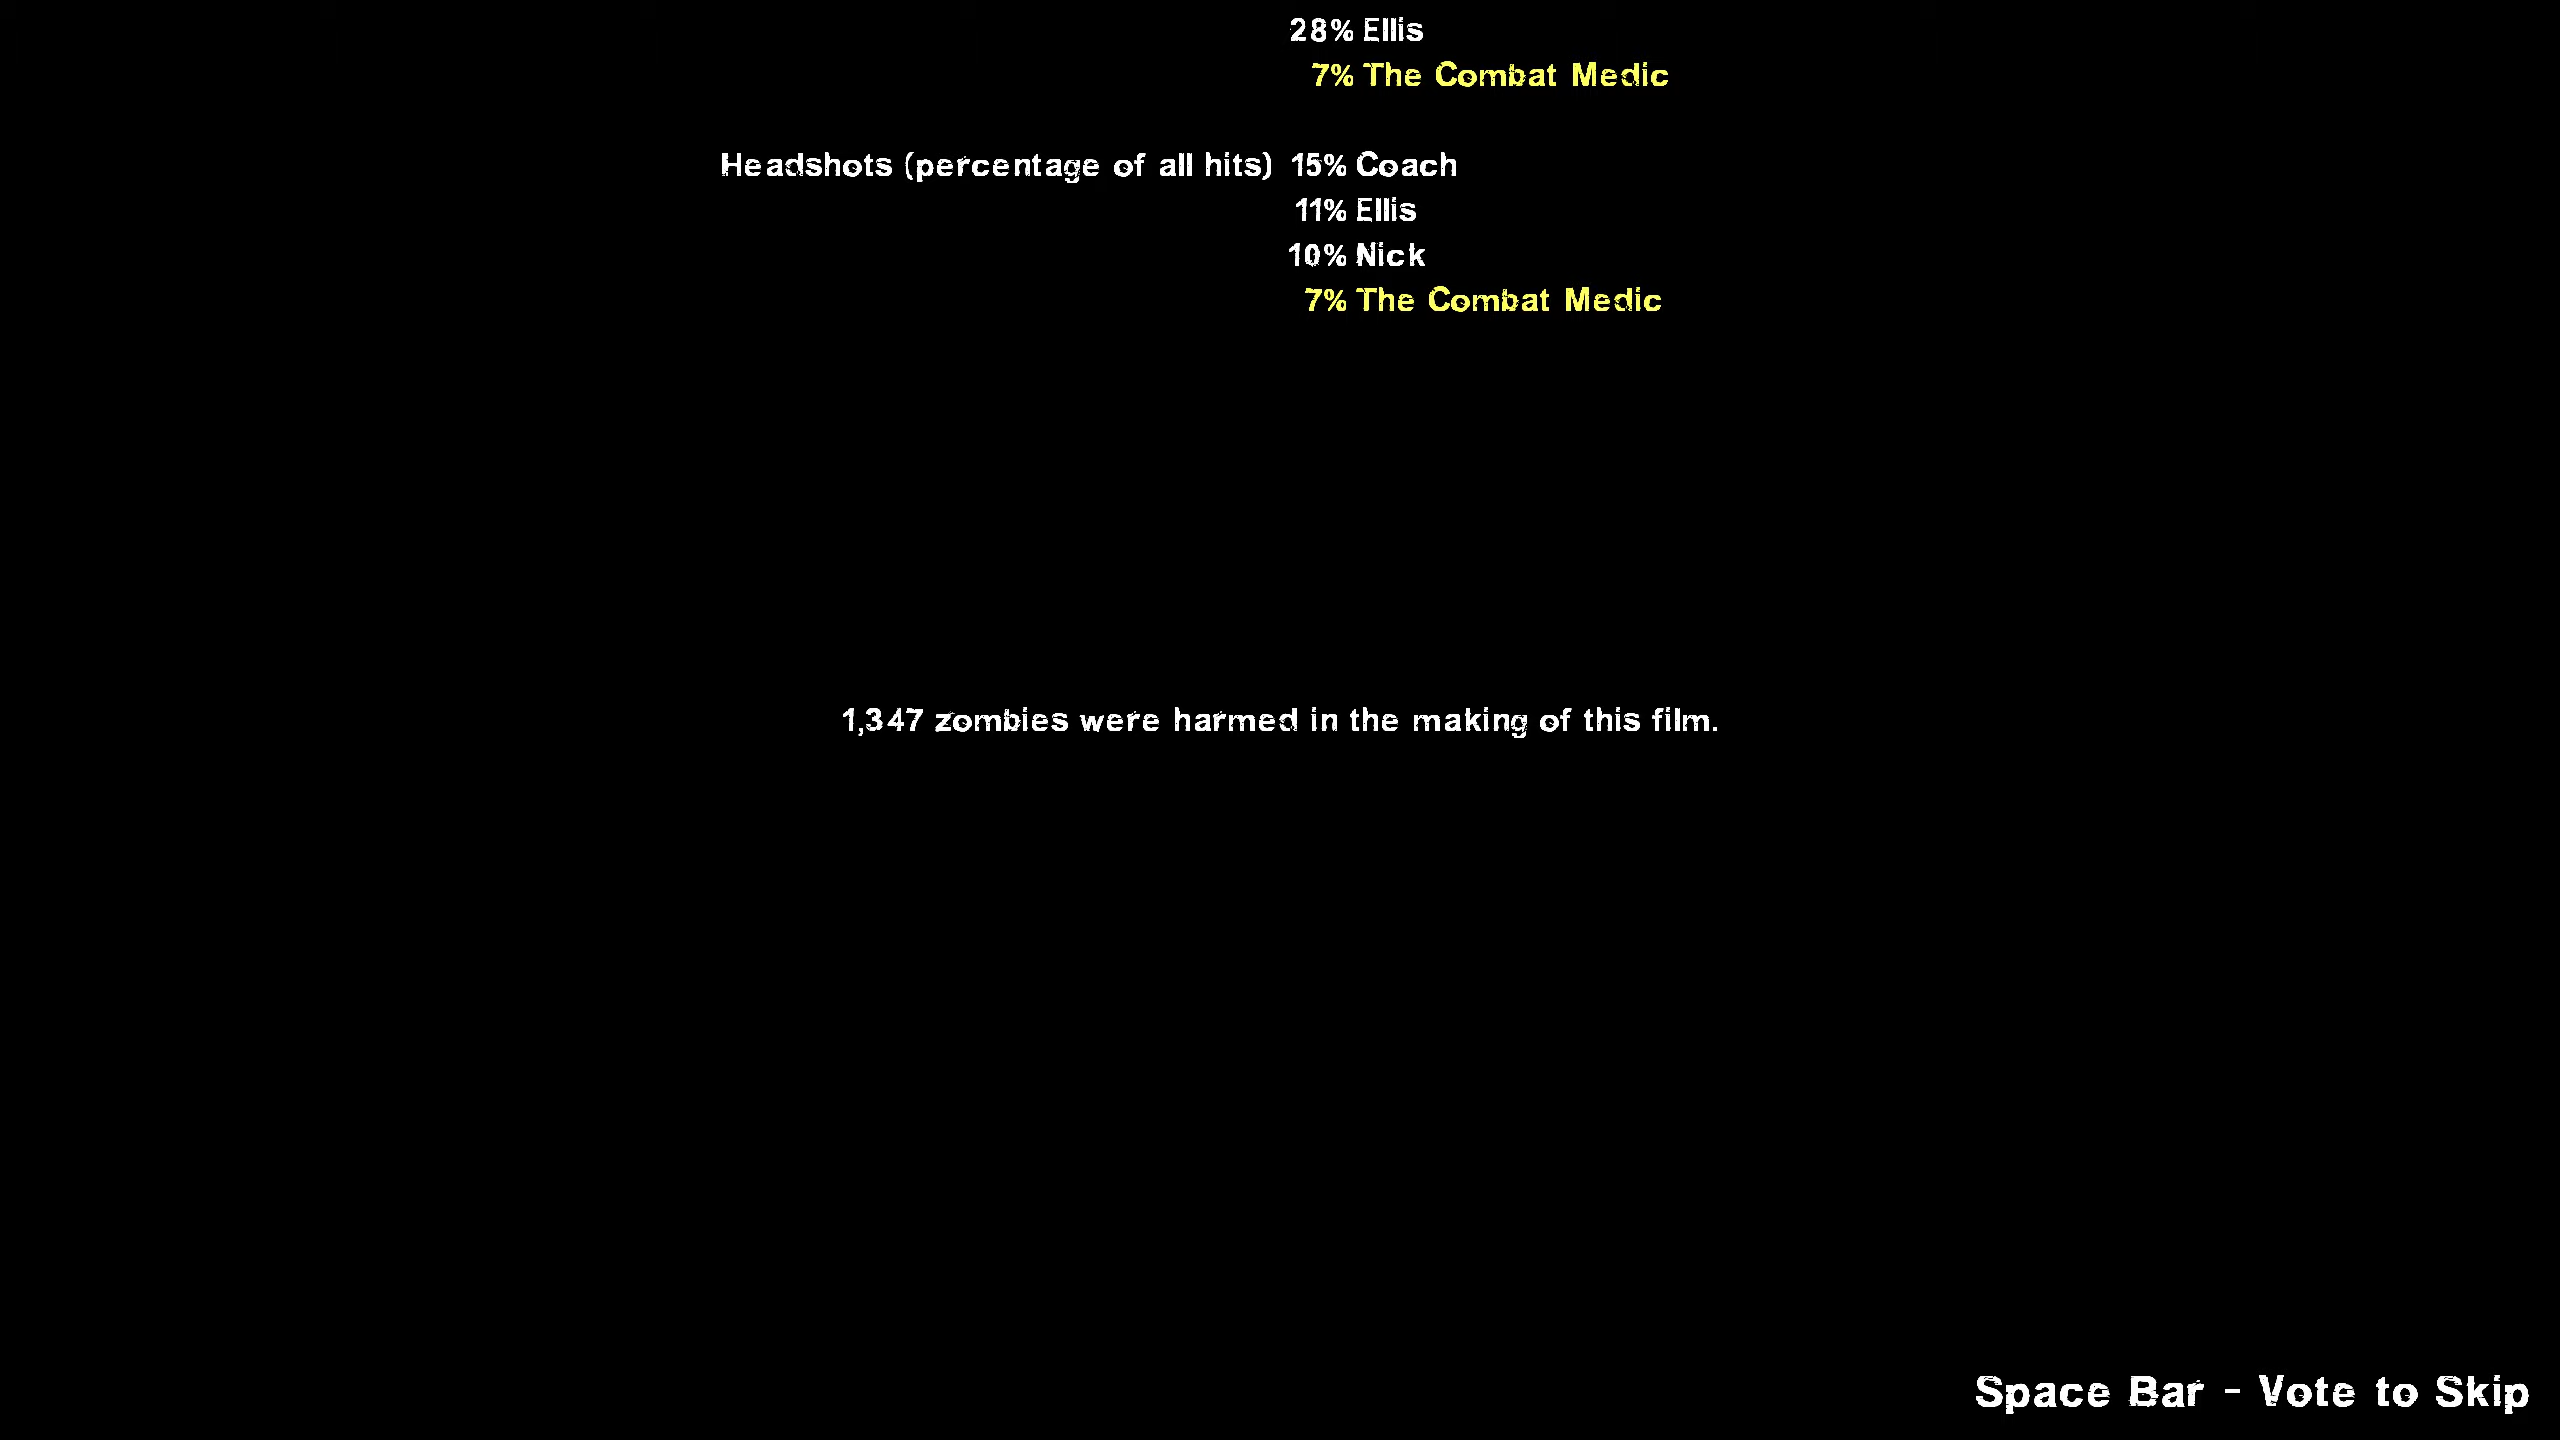 28% Ellis
7% The Combat Medic
Headshots (percentage of all hits) 15% Coach
11% Ellis
10% Nick
7% The Combat Medic
1,347 zombies were harmed in the making of this film.
Space Bar - Vote to Skip